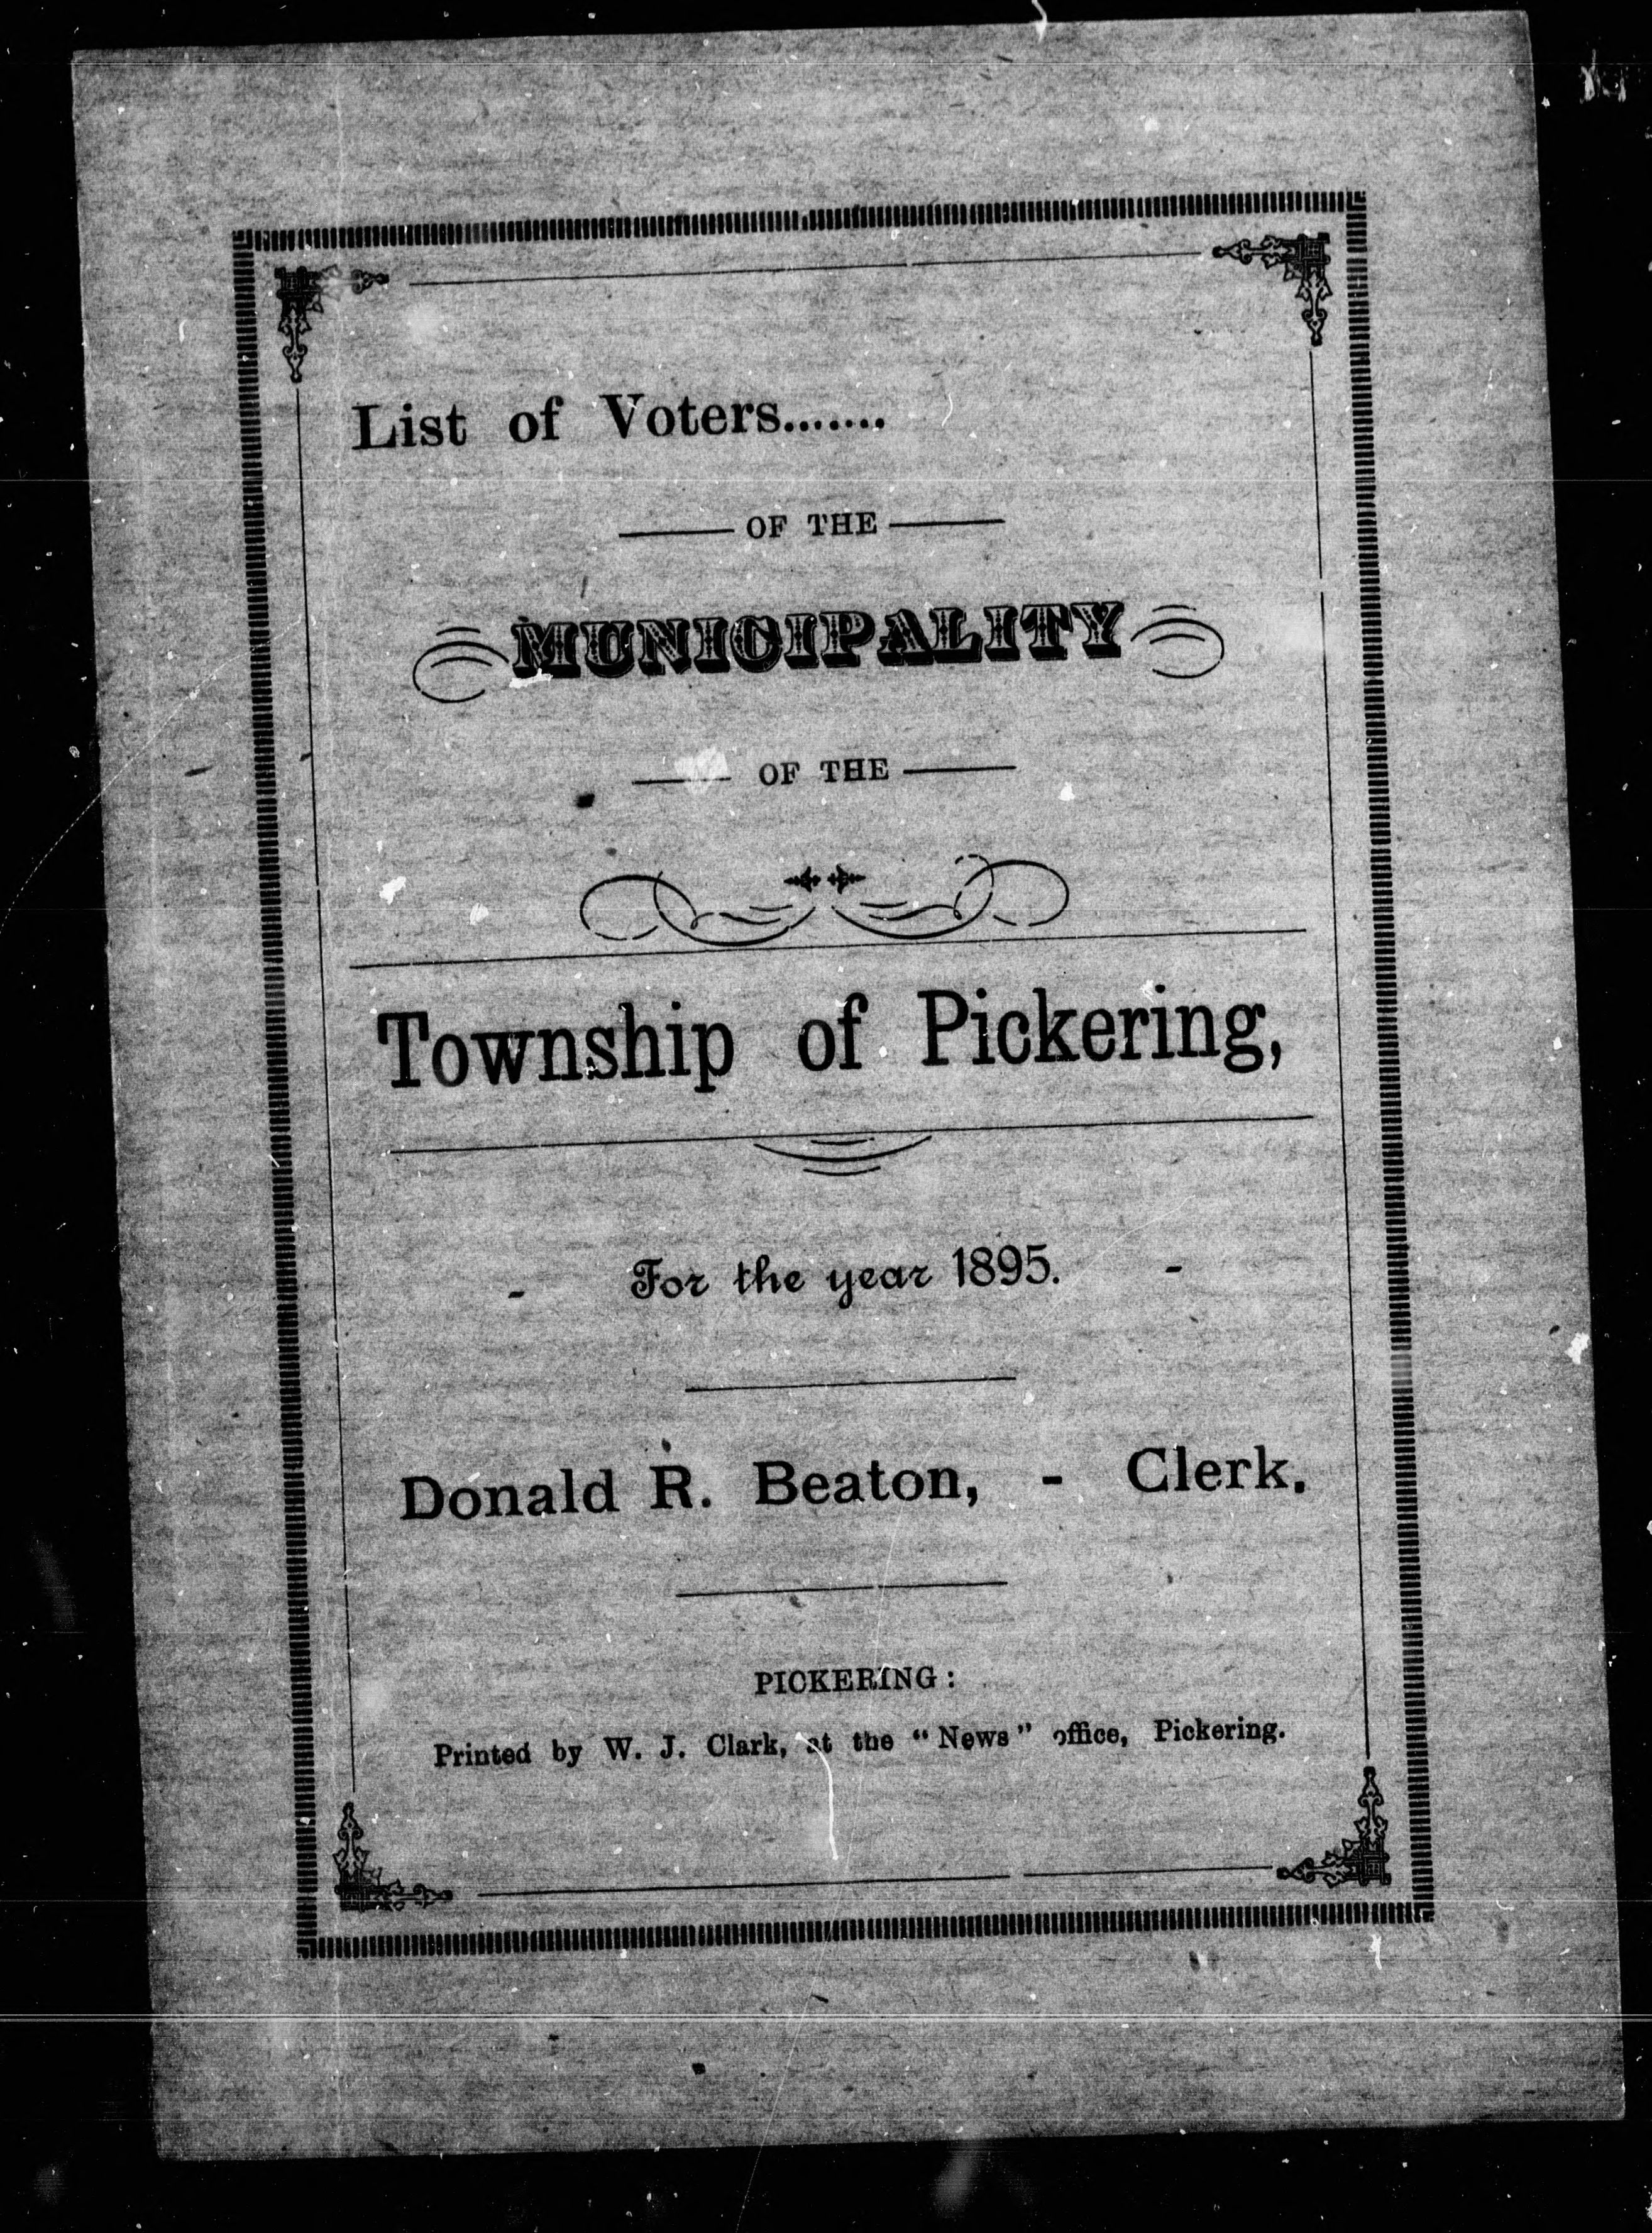 List of Voters.......
OF THE
MUNICIPALITY
OF THE
Township of Pickering,
- For the year 1895. -
Donald R. Beaton, - Clerk.
PICKERING:
Printed by W. J. Clark, at the "News" office, Pickering.